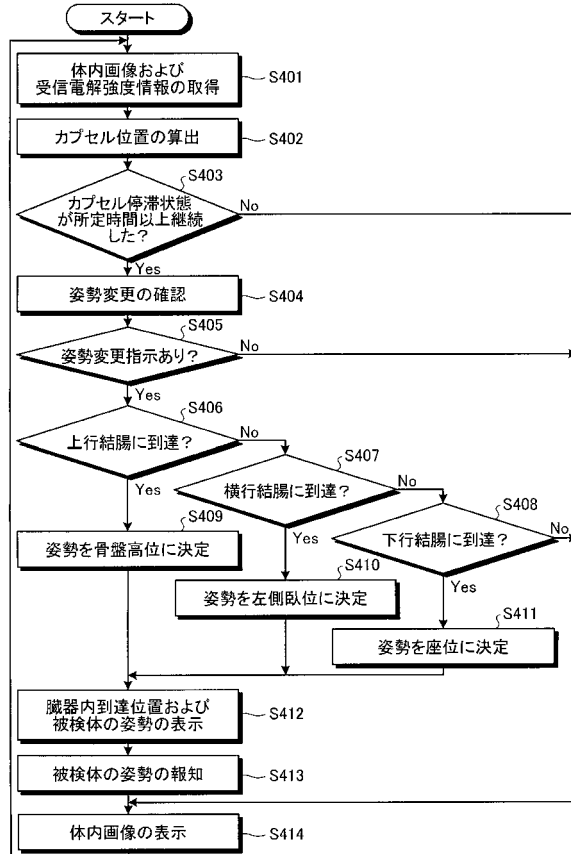 スタート
体内画像および
受信電解強度情報の取得
S401
カプセル位置の算出
S402
S403
カプセル停滞状態
が所定時間以上継続
した?
No
Yes
姿勢変更の確認
S404
S405
姿勢変更指示あり?
No
Yes
S406
上行結腸に到達?
No
Yes
S407
横行結腸に到達?
No
Yes
S408
下行結腸に到達?
No
Yes
S409
姿勢を骨盤高位に決定
S410
姿勢を左側臥位に決定
S411
姿勢を座位に決定
臓器内到達位置および
被検体の姿勢の表示
S412
被検体の姿勢の報知
S413
体内画像の表示
S414